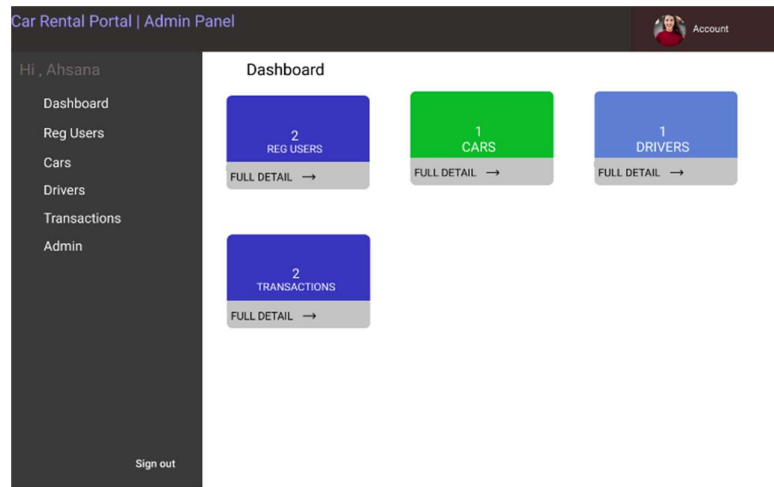 Car Rental Portal | Admin Panel
Account
Hi , Ahsana
Dashboard
Reg Users
Cars
Drivers
Transactions
Admin
Sign out
Dashboard
2
REG USERS
FULL DETAIL →
1
CARS
FULL DETAIL →
1
DRIVERS
FULL DETAIL →
2
TRANSACTIONS
FULL DETAIL →